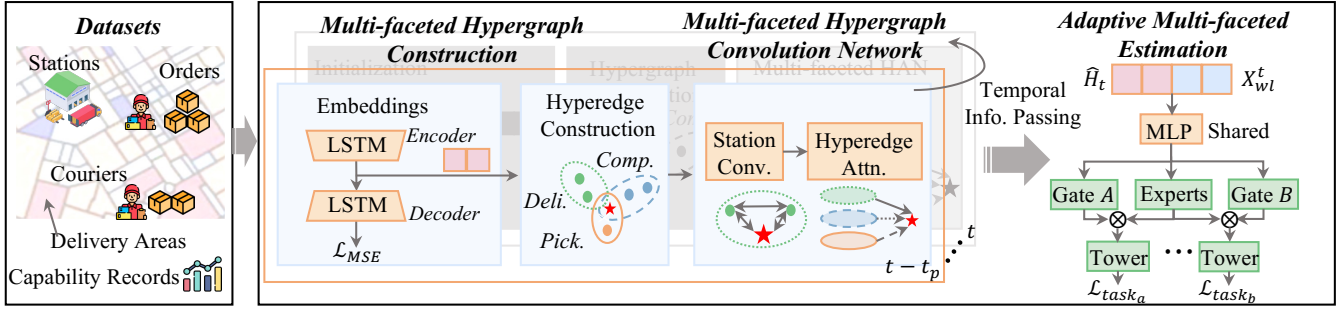 Datasets
Stations
Orders
Couriers
Delivery Areas
Capability Records
Multi-faceted Hypergraph
Construction
Multi-faceted Hypergraph
Convolution Network
Initialization
Hypergraph
Multi-faceted HAN
Embeddings
LSTM
Encoder
LSTM
Decoder
ℒ_MSE
Hyperedge
Construction
Comp.
Deli.
Pick.
Station
Conv.
Hyperedge
Attn.
t
t − t_p
Temporal
Info. Passing
Adaptive Multi-faceted
Estimation
Ĥ_t
X_wl^t
MLP
Shared
Gate A
Experts
Gate B
⊗
⊗
Tower
···
Tower
ℒ_task_a
ℒ_task_b